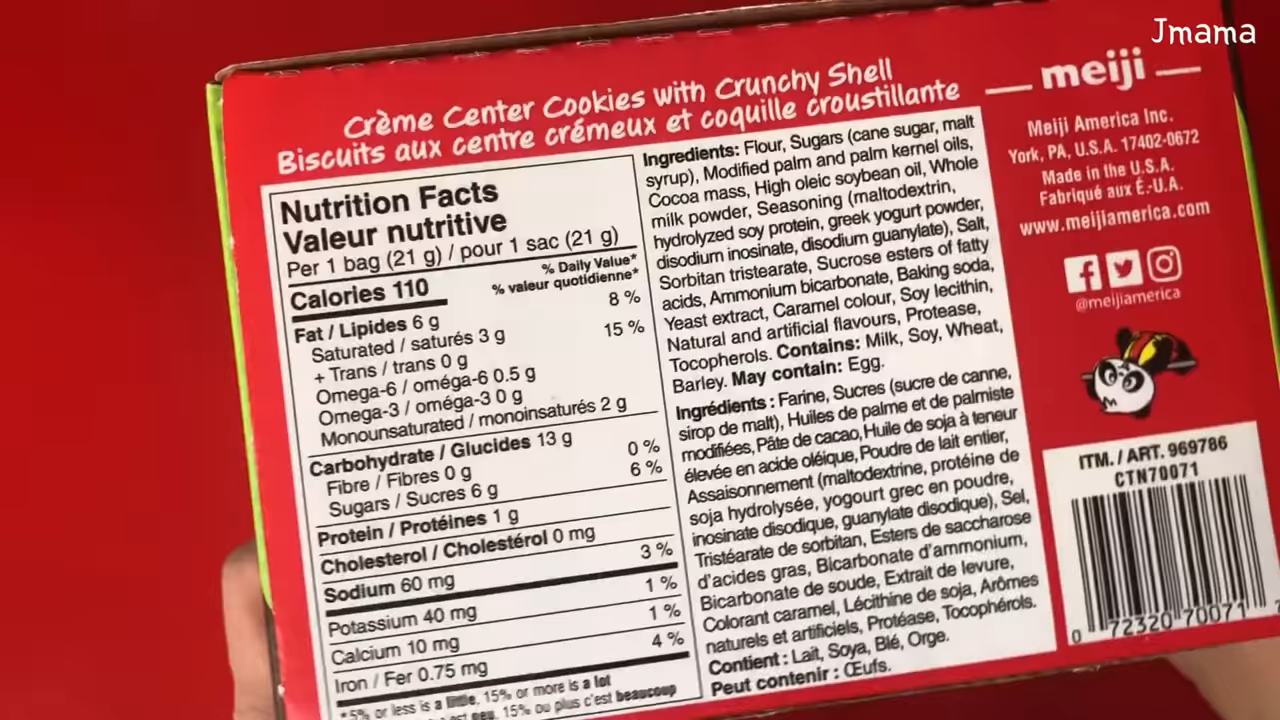 Jmama
Crème Center Cookies with Crunchy Shell
Biscuits aux centre crémeux et coquille croustillante
Nutrition Facts
Valeur nutritive
Per 1 bag (21 g) / pour 1 sac (21 g)
% Daily Value*
Calories 110
% valeur quotidienne*
Fat / Lipides 6 g 8 %
Saturated / saturés 3 g 15 %
+ Trans / trans 0 g
Omega-6 / oméga-6 0.5 g
Omega-3 / oméga-3 0 g
Monounsaturated / monoinsaturés 2 g
Carbohydrate / Glucides 13 g
Fibre / Fibres 0 g 0 %
Sugars / Sucres 6 g 6 %
Protein / Protéines 1 g
Cholesterol / Cholestérol 0 mg
Sodium 60 mg 3 %
Potassium 40 mg 1 %
Calcium 10 mg 1 %
Iron / Fer 0.75 mg 4 %
*5% or less is a little, 15% or more is a lot
est peu, 15% ou plus c'est beaucoup
Ingredients: Flour, Sugars (cane sugar, malt
syrup), Modified palm and palm kernel oils,
Cocoa mass, High oleic soybean oil, Whole
milk powder, Seasoning (maltodextrin,
hydrolyzed soy protein, greek yogurt powder,
disodium inosinate, disodium guanylate), Salt,
Sorbitan tristearate, Sucrose esters of fatty
acids, Ammonium bicarbonate, Baking soda,
Yeast extract, Caramel colour, Soy lecithin,
Natural and artificial flavours, Protease,
Tocopherols. Contains: Milk, Soy, Wheat,
Barley. May contain: Egg.
Ingrédients : Farine, Sucres (sucre de canne,
sirop de malt), Huiles de palme et de palmiste
modifiées, Pâte de cacao, Huile de soja à teneur
élevée en acide oléique, Poudre de lait entier,
Assaisonnement (maltodextrine, protéine de
soja hydrolysée, yogourt grec en poudre,
inosinate disodique, guanylate disodique), Sel,
Tristéarate de sorbitan, Esters de saccharose
d'acides gras, Bicarbonate d'ammonium,
Bicarbonate de soude, Extrait de levure,
Colorant caramel, Lécithine de soja, Arômes
naturels et artificiels, Protéase, Tocophérols.
Contient : Lait, Soya, Blé, Orge.
Peut contenir : Œufs.
meiji
Meiji America Inc.
York, PA, U.S.A. 17402-0672
Made in the U.S.A.
Fabriqué aux É.-U.A.
www.meijiamerica.com
@meijiamerica
ITM. / ART. 969786
CTN70071
0 72320 70071